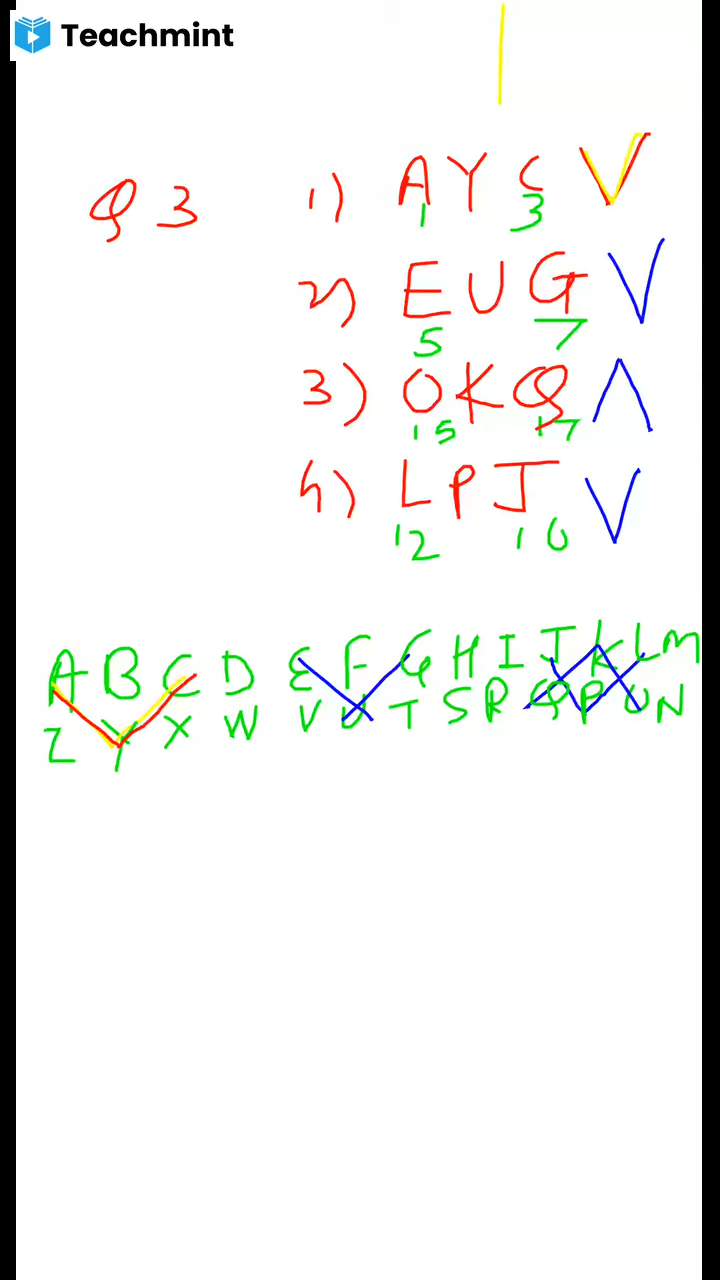 Teachmint
Q 3 1) A Y C V
1 3
2) E U G V
5 7
3) O K Q Λ
15 17
4) L P J V
12 10
A B C D E F G H I J K L M
Z Y X W V U T S R Q P O N